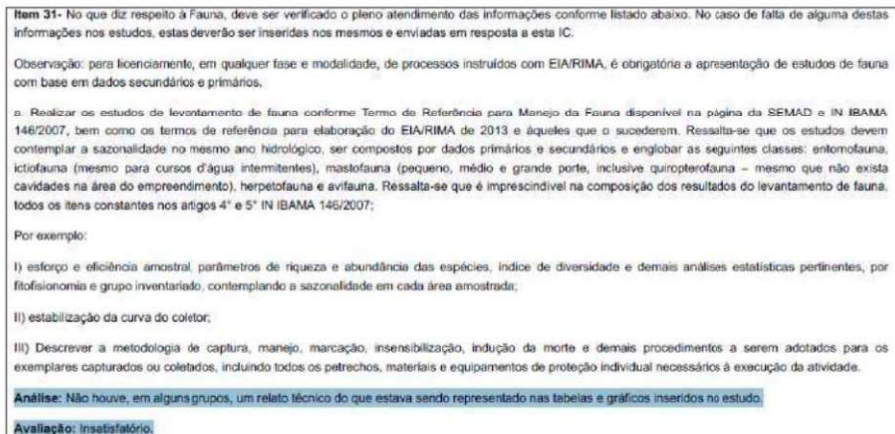 Item 31- No que diz respeito à Fauna, deve ser verificado o pleno atendimento das informações conforme listado abaixo. No caso de falta de alguma destas
informações nos estudos, estas deverão ser inseridas nos mesmos e enviadas em resposta a esta IC.
Observação: para licenciamento, em qualquer fase e modalidade, de processos instruídos com EIA/RIMA, é obrigatória a apresentação de estudos de fauna
com base em dados secundários e primários.
a. Realizar os estudos de levantamento de fauna conforme Termo de Referência para Manejo da Fauna disponível na página da SEMAD e IN IBAMA
146/2007, bem como os termos de referência para elaboração do EIA/RIMA de 2013 e àqueles que o sucederem. Ressalta-se que os estudos devem
contemplar a sazonalidade no mesmo ano hidrológico, ser compostos por dados primários e secundários e englobar as seguintes classes: entomofauna,
ictiofauna (mesmo para cursos d'água intermitentes), mastofauna (pequeno, médio e grande porte, inclusive quiropterofauna – mesmo que não exista
cavidades na área do empreendimento), herpetofauna e avifauna. Ressalta-se que é imprescindível na composição dos resultados do levantamento de fauna,
todos os itens constantes nos artigos 4° e 5° IN IBAMA 146/2007;
Por exemplo:
I) esforço e eficiência amostral, parâmetros de riqueza e abundância das espécies, índice de diversidade e demais análises estatísticas pertinentes, por
fitofisionomia e grupo inventariado, contemplando a sazonalidade em cada área amostrada;
II) estabilização da curva do coletor;
III) Descrever a metodologia de captura, manejo, marcação, insensibilização, indução da morte e demais procedimentos a serem adotados para os
exemplares capturados ou coletados, incluindo todos os petrechos, materiais e equipamentos de proteção individual necessários à execução da atividade.
Análise: Não houve, em alguns grupos, um relato técnico do que estava sendo representado nas tabelas e gráficos inseridos no estudo.
Avaliação: Insatisfatório.